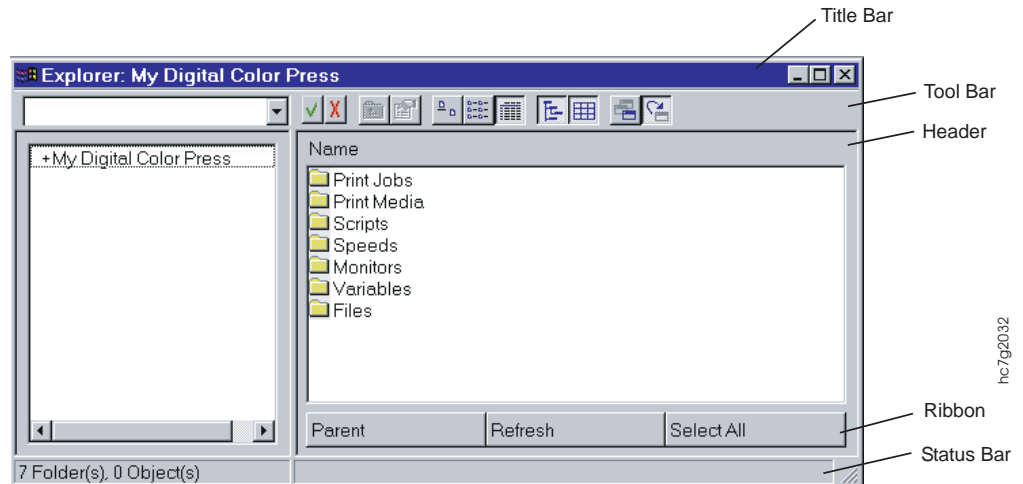 Title Bar
Explorer: My Digital Color Press
Tool Bar
Header
+My Digital Color Press
Name
Print Jobs
Print Media
Scripts
Speeds
Monitors
Variables
Files
hc7g2032
Ribbon
Parent
Refresh
Select All
Status Bar
7 Folder(s), 0 Object(s)